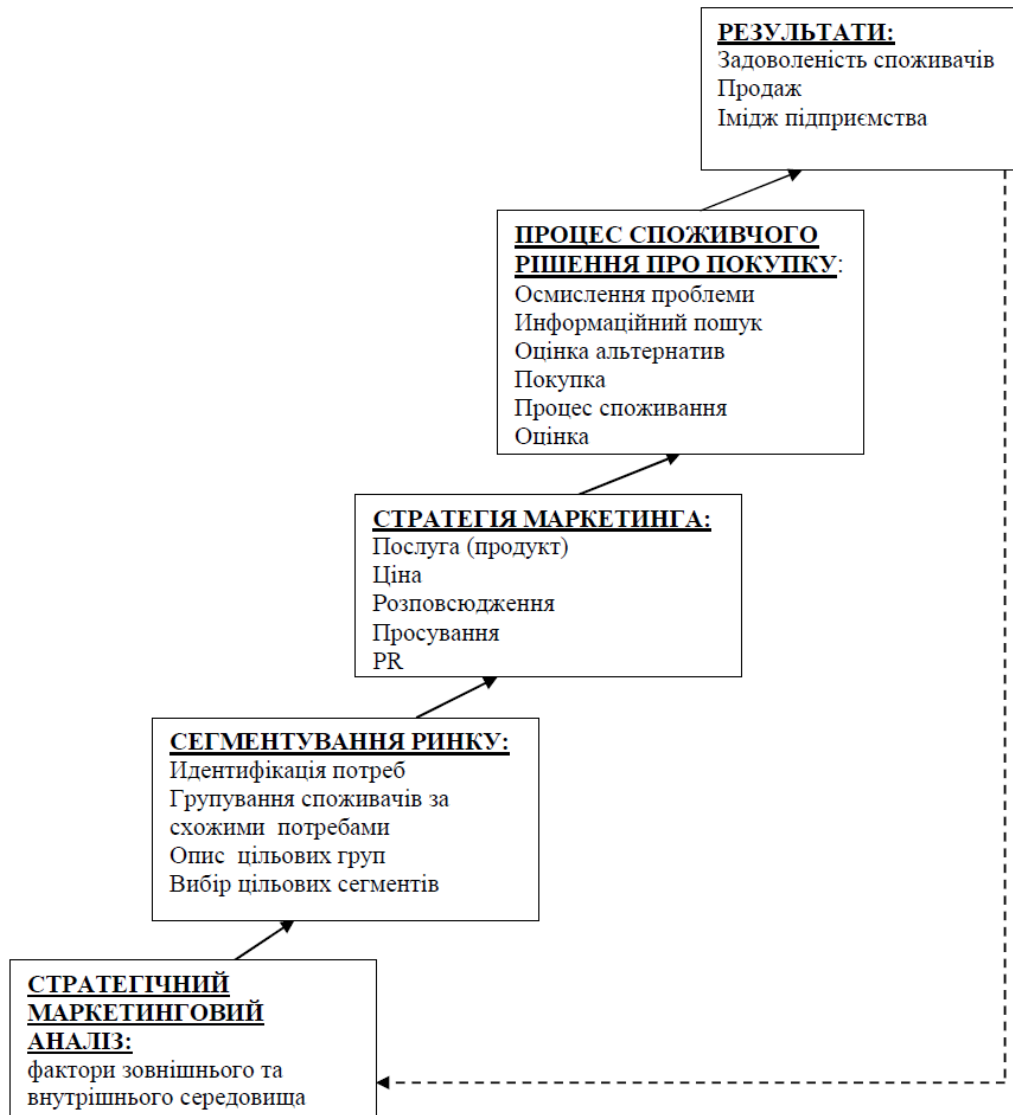 РЕЗУЛЬТАТИ:
Задоволеність споживачів
Продаж
Імідж підприємства
ПРОЦЕС СПОЖИВЧОГО
РІШЕННЯ ПРО ПОКУПКУ:
Осмислення проблеми
Информаційний пошук
Оцінка альтернатив
Покупка
Процес споживання
Оцінка
СТРАТЕГІЯ МАРКЕТИНГА:
Послуга (продукт)
Ціна
Розповсюдження
Просування
PR
СЕГМЕНТУВАННЯ РИНКУ:
Идентифікація потреб
Групування споживачів за
схожими потребами
Опис цільових груп
Вибір цільових сегментів
СТРАТЕГІЧНИЙ
МАРКЕТИНГОВИЙ
АНАЛІЗ:
фактори зовнішнього та
внутрішнього середовища